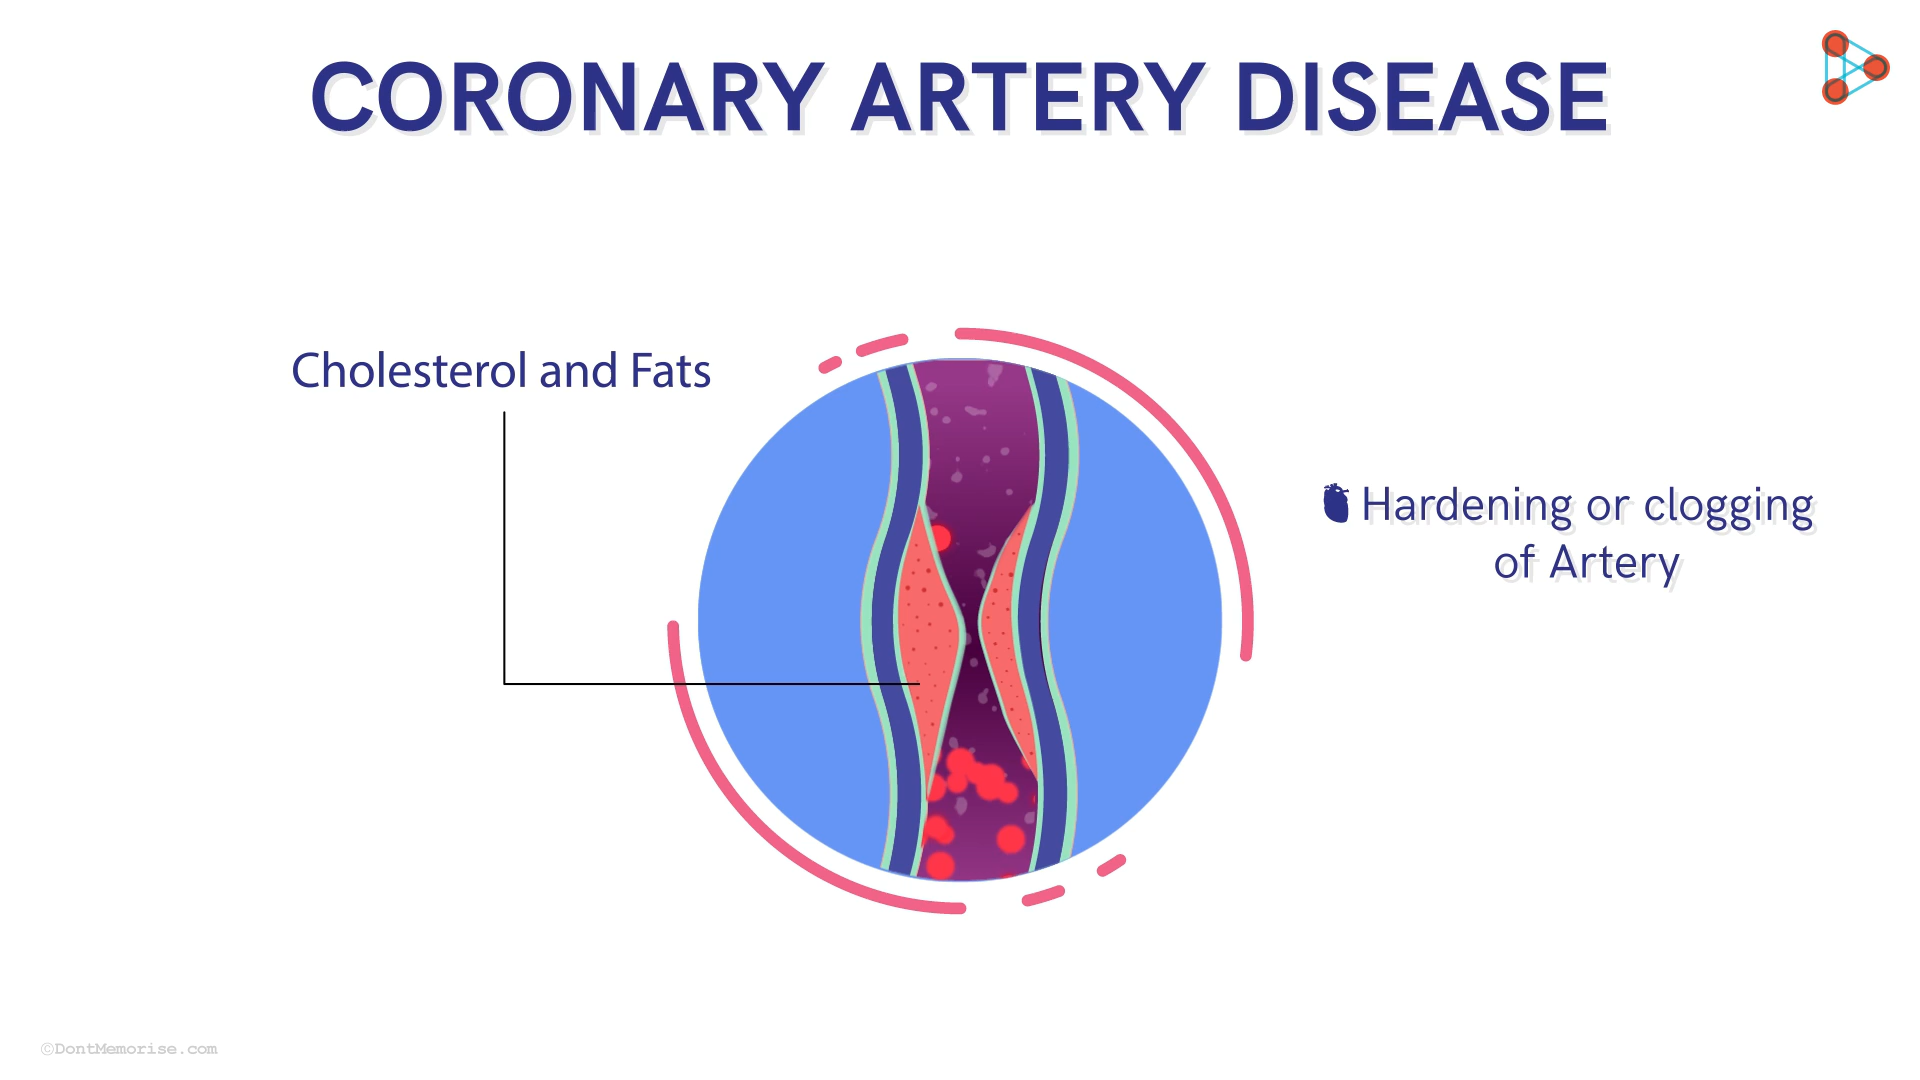 CORONARY ARTERY DISEASE
Cholesterol and Fats
Hardening or clogging
of Artery
©DontMemorise.com